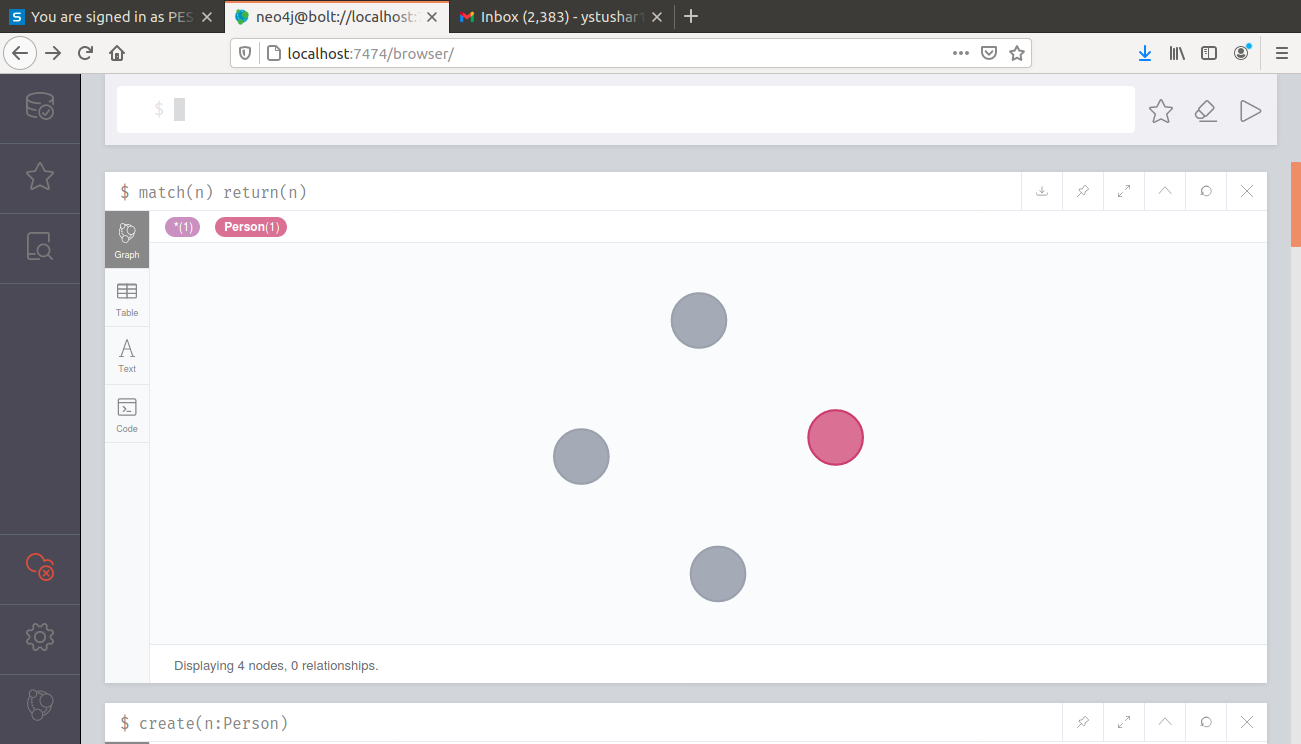 S You are signed in as PES
neo4j@bolt://localhost:
Inbox (2,383) - ystushar
localhost:7474/browser/
$
$ match(n) return(n)
*(1) Person(1)
Graph
Table
A
Text
Code
Displaying 4 nodes, 0 relationships.
$ create(n:Person)